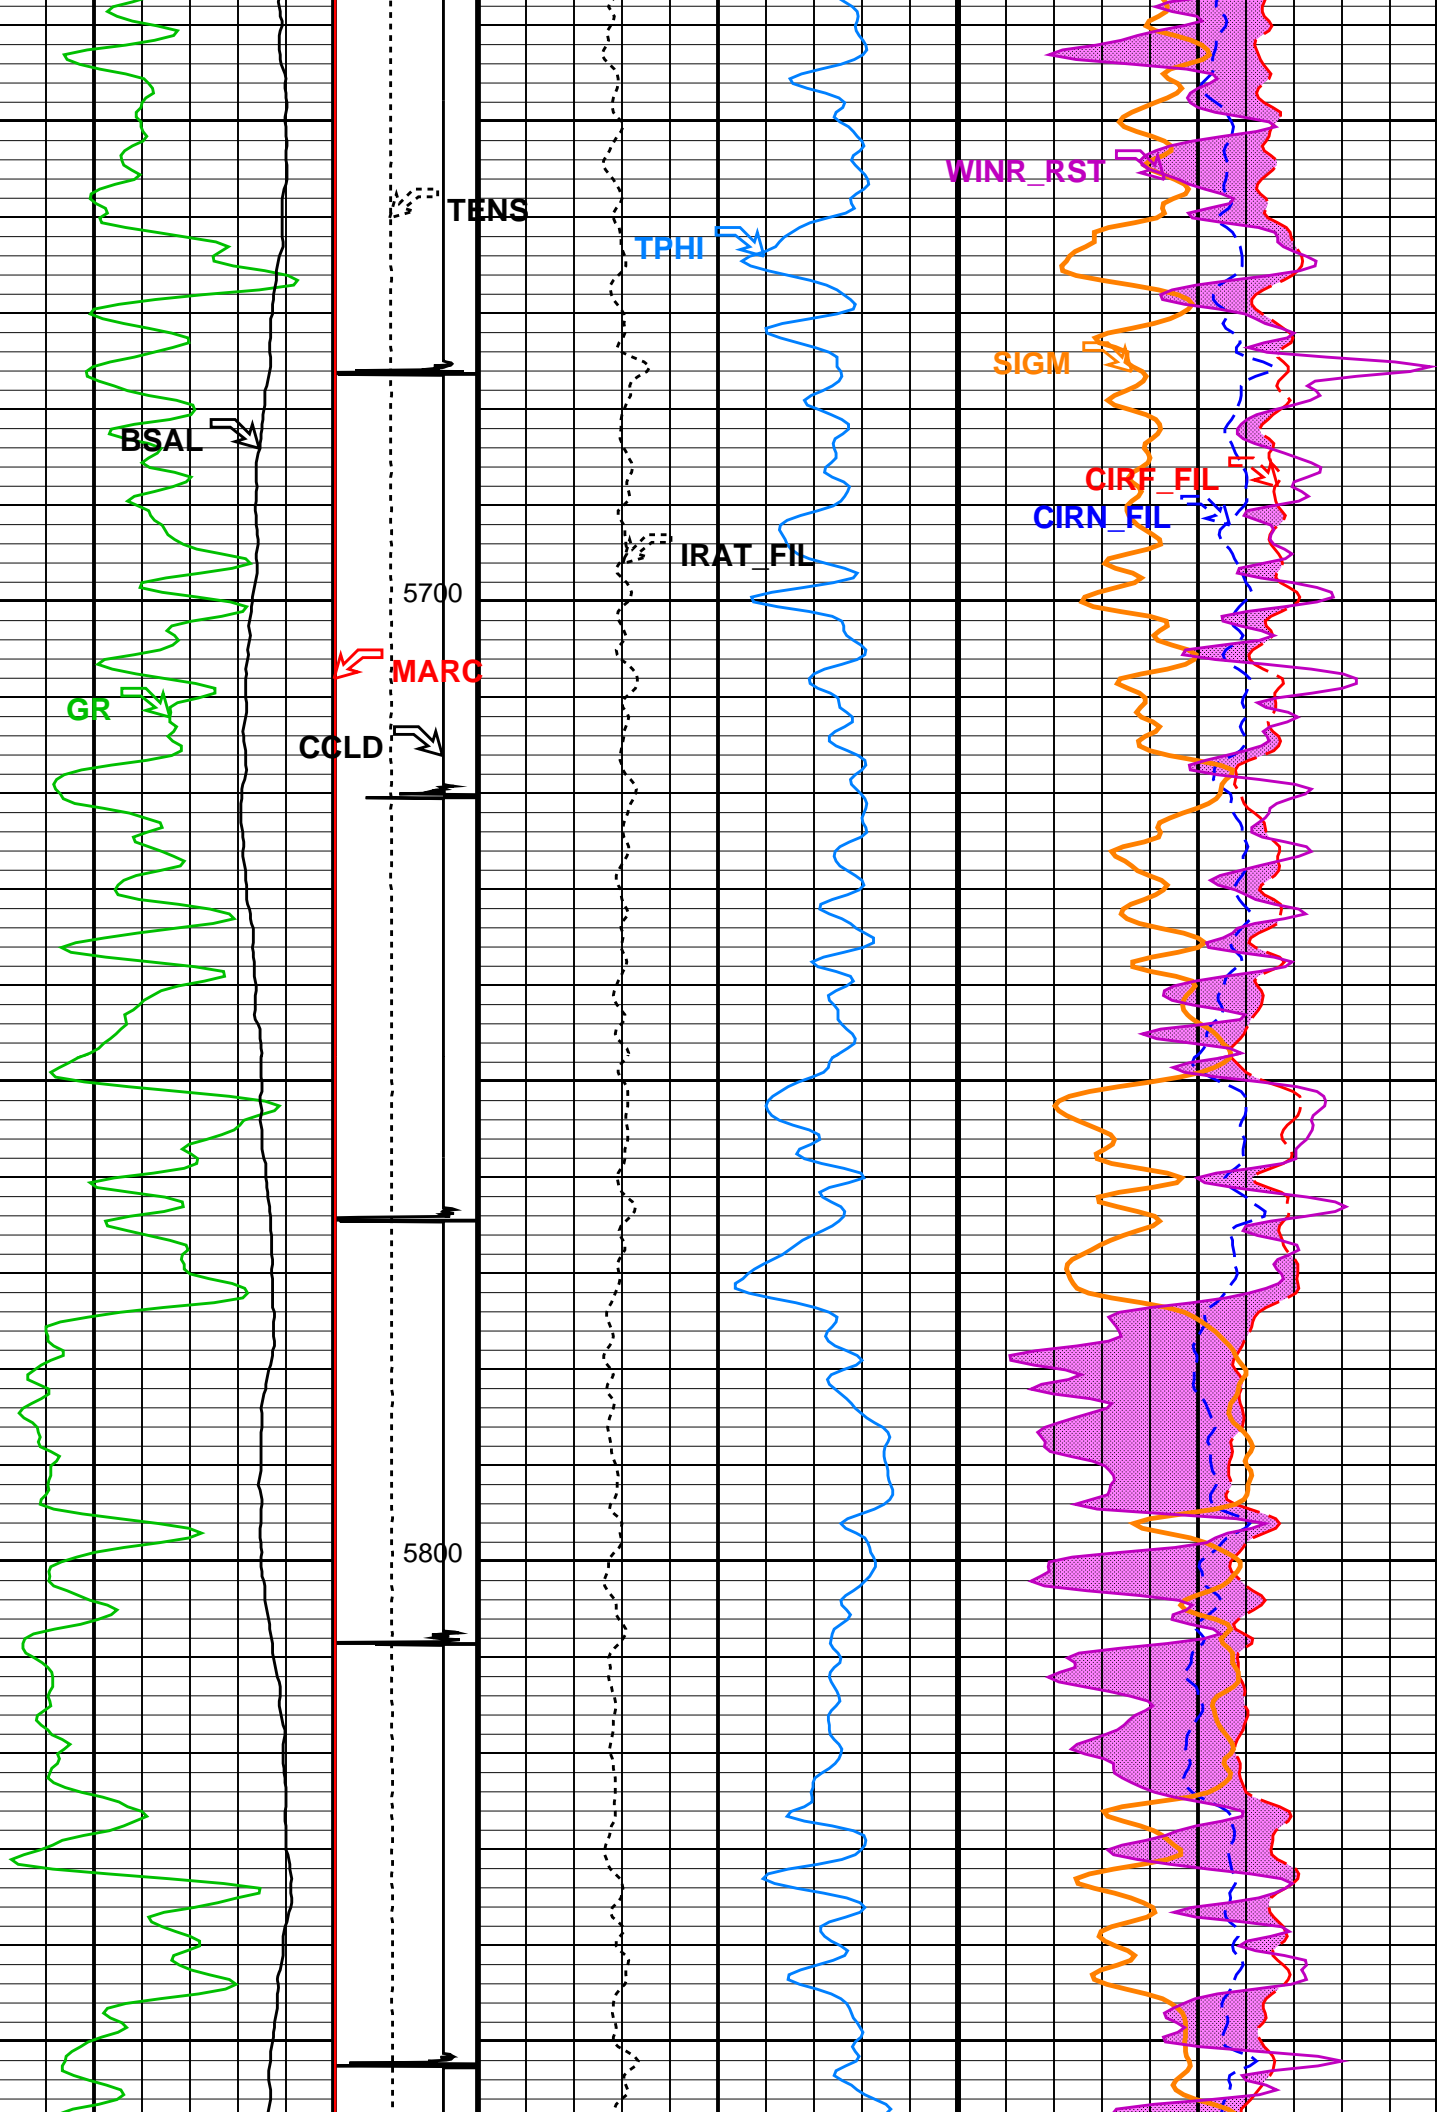 WINR_RST
TENS
TPHI
SIGM
BSAL
CIRF_FIL
CIRN_FIL
IRAT_FIL
5700
MARC
GR
CCLD
5800